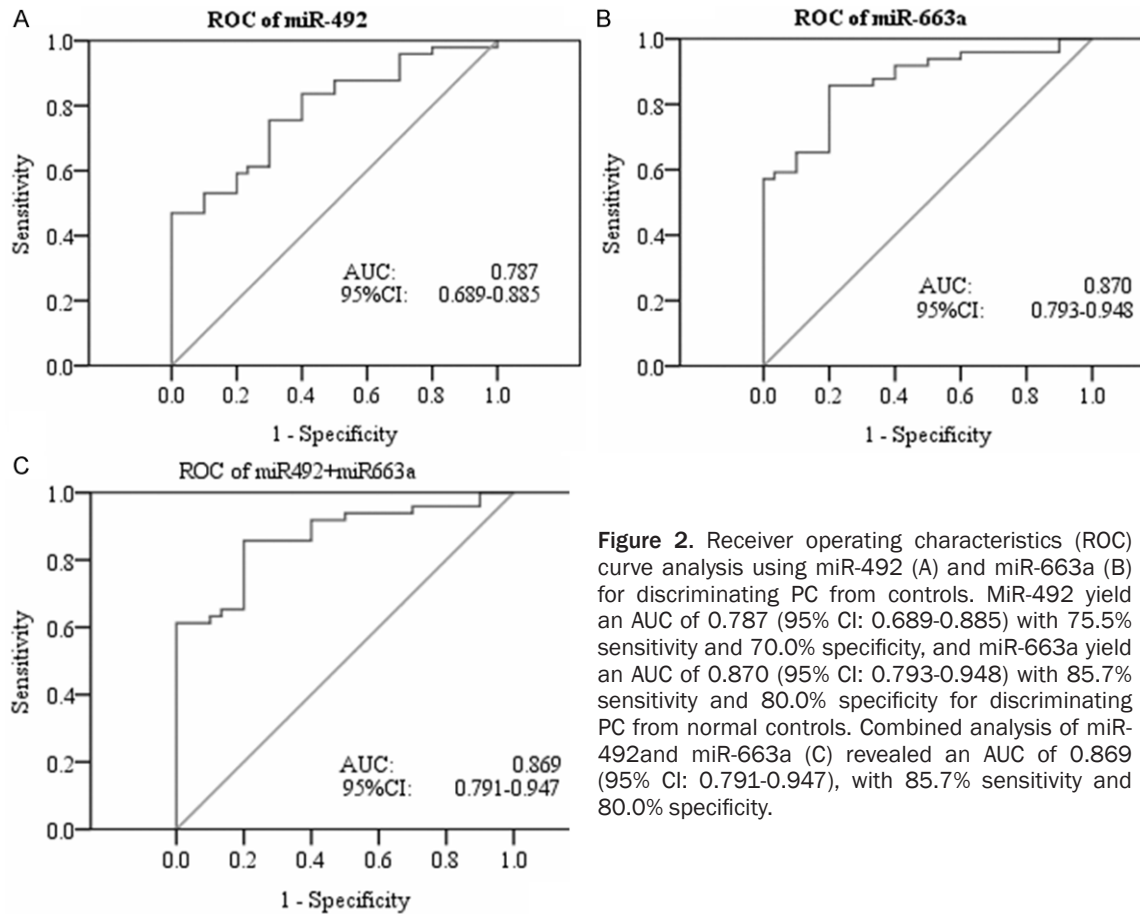 A
ROC of miR-492
1.0
0.8
0.6
0.4
0.2
0.0
Sensitivity
AUC: 0.787
95%CI: 0.689-0.885
0.0 0.2 0.4 0.6 0.8 1.0
1 - Specificity
B
ROC of miR-663a
1.0
0.8
0.6
0.4
0.2
0.0
Sensitivity
AUC: 0.870
95%CI: 0.793-0.948
0.0 0.2 0.4 0.6 0.8 1.0
1 - Specificity
C
ROC of miR492+miR663a
1.0
0.8
0.6
0.4
0.2
0.0
Sensitivity
AUC: 0.869
95%CI: 0.791-0.947
0.0 0.2 0.4 0.6 0.8 1.0
1 - Specificity
Figure 2. Receiver operating characteristics (ROC)
curve analysis using miR-492 (A) and miR-663a (B)
for discriminating PC from controls. MiR-492 yield
an AUC of 0.787 (95% CI: 0.689-0.885) with 75.5%
sensitivity and 70.0% specificity, and miR-663a yield
an AUC of 0.870 (95% CI: 0.793-0.948) with 85.7%
sensitivity and 80.0% specificity for discriminating
PC from normal controls. Combined analysis of miR-
492and miR-663a (C) revealed an AUC of 0.869
(95% CI: 0.791-0.947), with 85.7% sensitivity and
80.0% specificity.